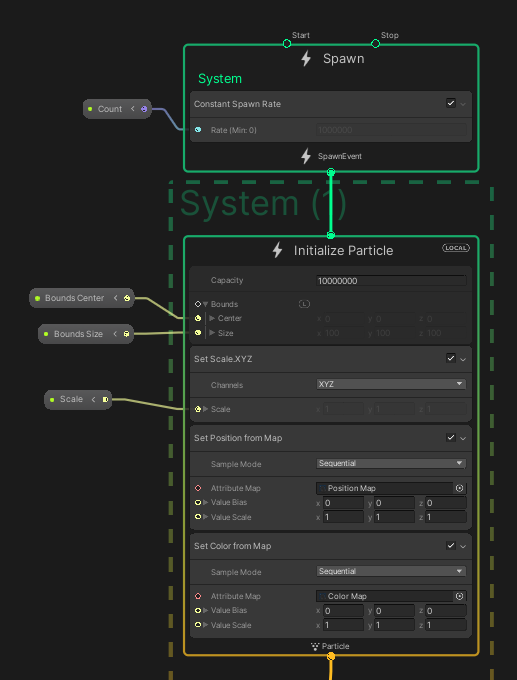 Start Stop
Spawn
System
Constant Spawn Rate
Count
Rate (Min: 0) 1000000
SpawnEvent
System (1)
Initialize Particle LOCAL
Capacity 10000000
Bounds Center
Bounds L
Center x 0 y 0 z 0
Bounds Size
Size x 100 y 100 z 100
Set Scale.XYZ
Channels XYZ
Scale
Scale x 1 y 1 z 1
Set Position from Map
Sample Mode Sequential
Attribute Map Position Map
Value Bias x 0 y 0 z 0
Value Scale x 1 y 1 z 1
Set Color from Map
Sample Mode Sequential
Attribute Map Color Map
Value Bias x 0 y 0 z 0
Value Scale x 1 y 1 z 1
Particle